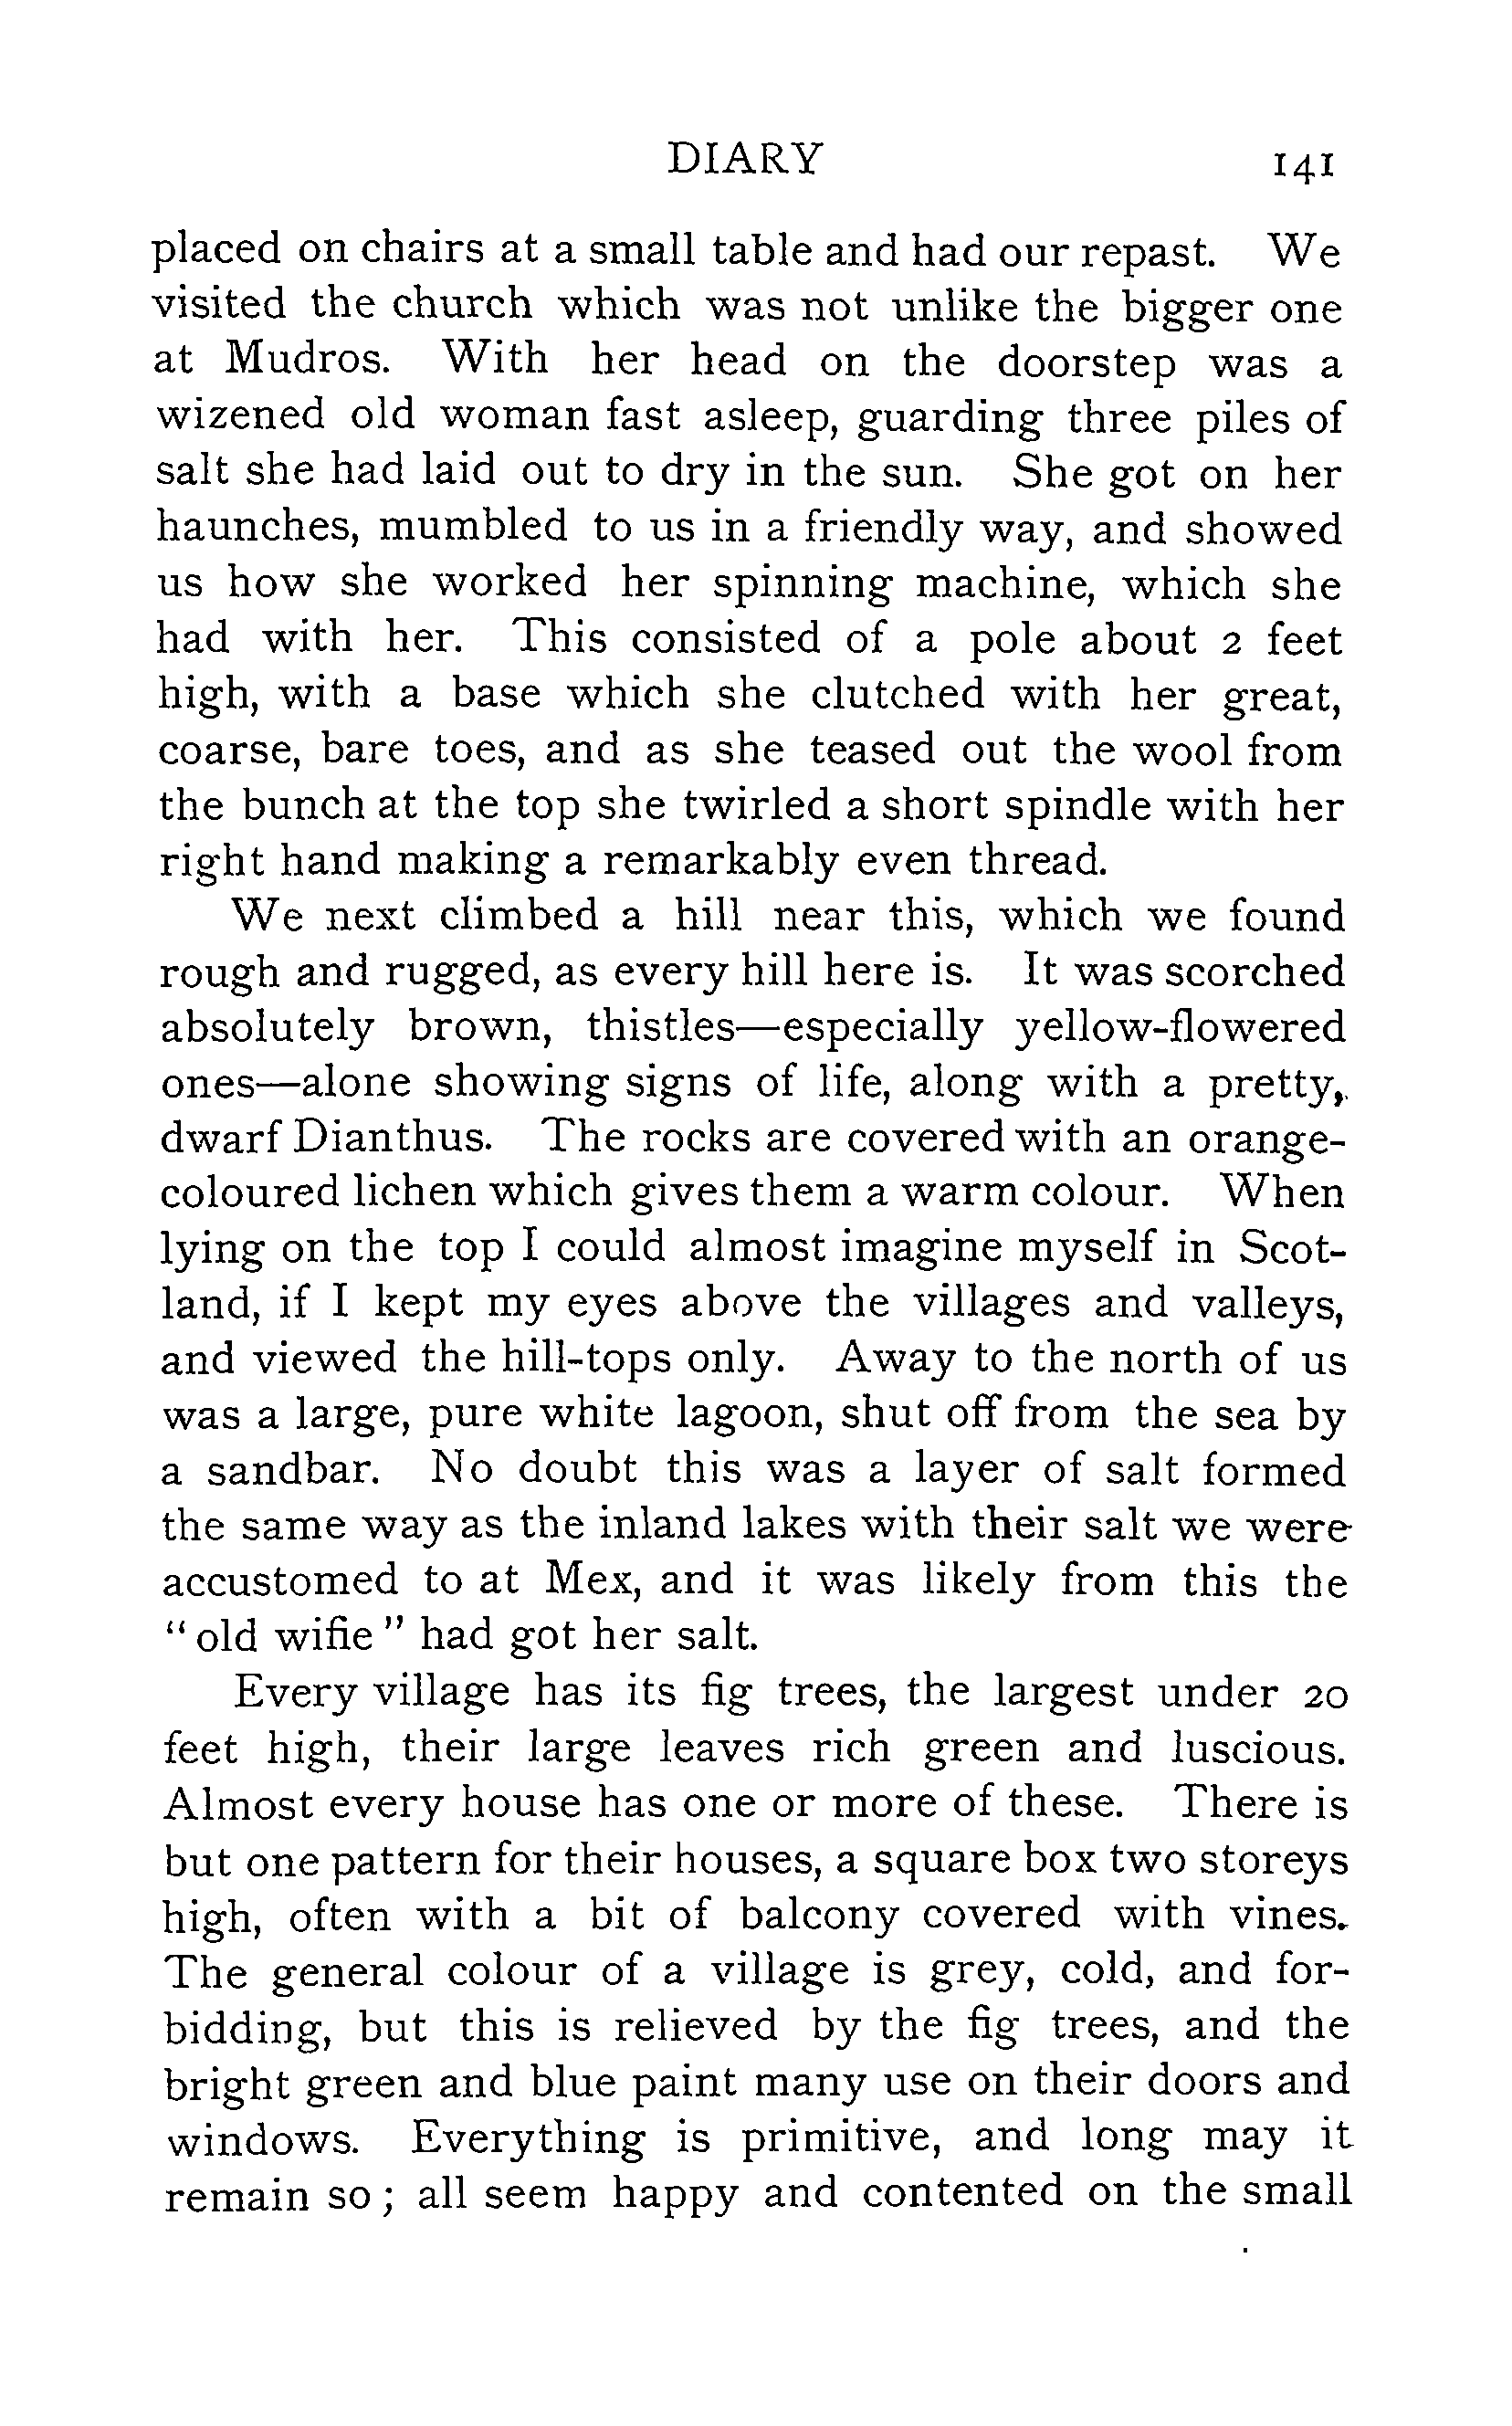 DIARY 141
placed on chairs at a small table and had our repast. We
visited the church which was not unlike the bigger one
at Mudros. With her head on the doorstep was a
wizened old woman fast asleep, guarding three piles of
salt she had laid out to dry in the sun. She got on her
haunches, mumbled to us in a friendly way, and showed
us how she worked her spinning machine, which she
had with her. This consisted of a pole about 2 feet
high, with a base which she clutched with her great,
coarse, bare toes, and as she teased out the wool from
the bunch at the top she twirled a short spindle with her
right hand making a remarkably even thread.
We next climbed a hill near this, which we found
rough and rugged, as every hill here is. It was scorched
absolutely brown, thistles—especially yellow-flowered
ones—alone showing signs of life, along with a pretty,
dwarf Dianthus. The rocks are covered with an orange-
coloured lichen which gives them a warm colour. When
lying on the top I could almost imagine myself in Scot-
land, if I kept my eyes above the villages and valleys,
and viewed the hill-tops only. Away to the north of us
was a large, pure white lagoon, shut off from the sea by
a sandbar. No doubt this was a layer of salt formed
the same way as the inland lakes with their salt we were
accustomed to at Mex, and it was likely from this the
“ old wifie ” had got her salt.
Every village has its fig trees, the largest under 20
feet high, their large leaves rich green and luscious.
Almost every house has one or more of these. There is
but one pattern for their houses, a square box two storeys
high, often with a bit of balcony covered with vines.
The general colour of a village is grey, cold, and for-
bidding, but this is relieved by the fig trees, and the
bright green and blue paint many use on their doors and
windows. Everything is primitive, and long may it
remain so ; all seem happy and contented on the small